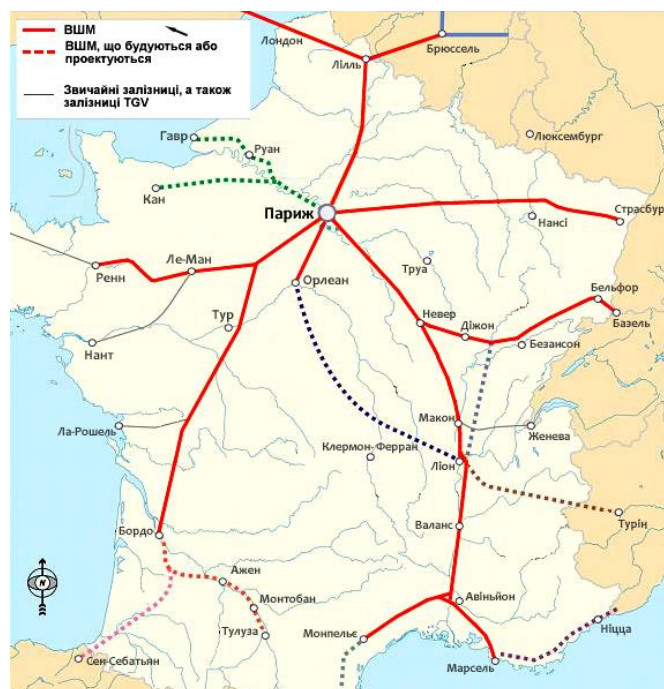 ВШМ
ВШМ, що будуються або
проектуються
Звичайні залізниці, а також
залізниці TGV
Лондон
Брюссель
Лілль
Люксембург
Гавр
Руан
Кан
Париж
Нансі
Страсбур
Ренн
Ле-Ман
Орлеан
Труа
Бельфор
Тур
Невер
Діжон
Базель
Безансон
Нант
Макон
Женева
Ла-Рошель
Клермон-Ферран
Ліон
Турін
Бордо
Валанс
Ажен
Монтобан
Авіньйон
Тулуза
Монпельє
Ніцца
Сен-Себатьян
Марсель
N